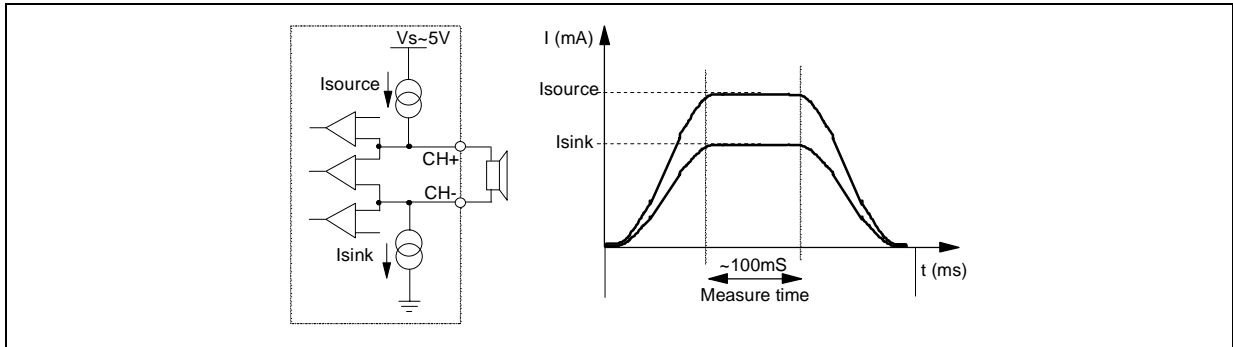 Vs~5V
Isource
CH+
CH-
Isink
I (mA)
Isource
Isink
~100mS
Measure time
t (ms)